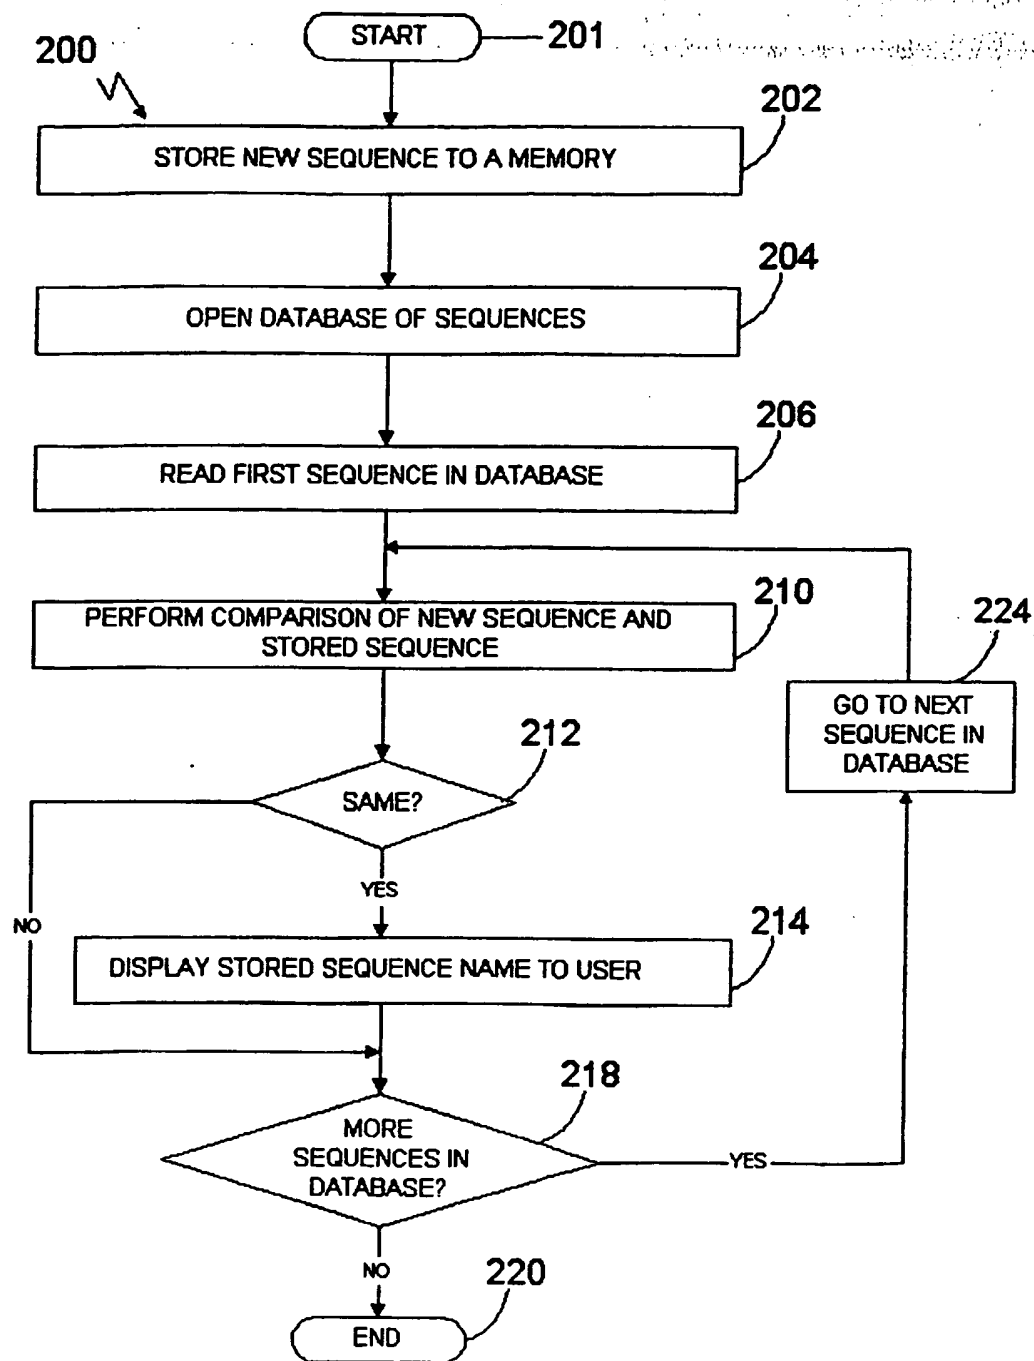 START
201
200
202
STORE NEW SEQUENCE TO A MEMORY
204
OPEN DATABASE OF SEQUENCES
206
READ FIRST SEQUENCE IN DATABASE
210
PERFORM COMPARISON OF NEW SEQUENCE AND
STORED SEQUENCE
224
GO TO NEXT
SEQUENCE IN
DATABASE
212
SAME?
YES
NO
214
DISPLAY STORED SEQUENCE NAME TO USER
218
MORE
SEQUENCES IN
DATABASE?
YES
NO
220
END